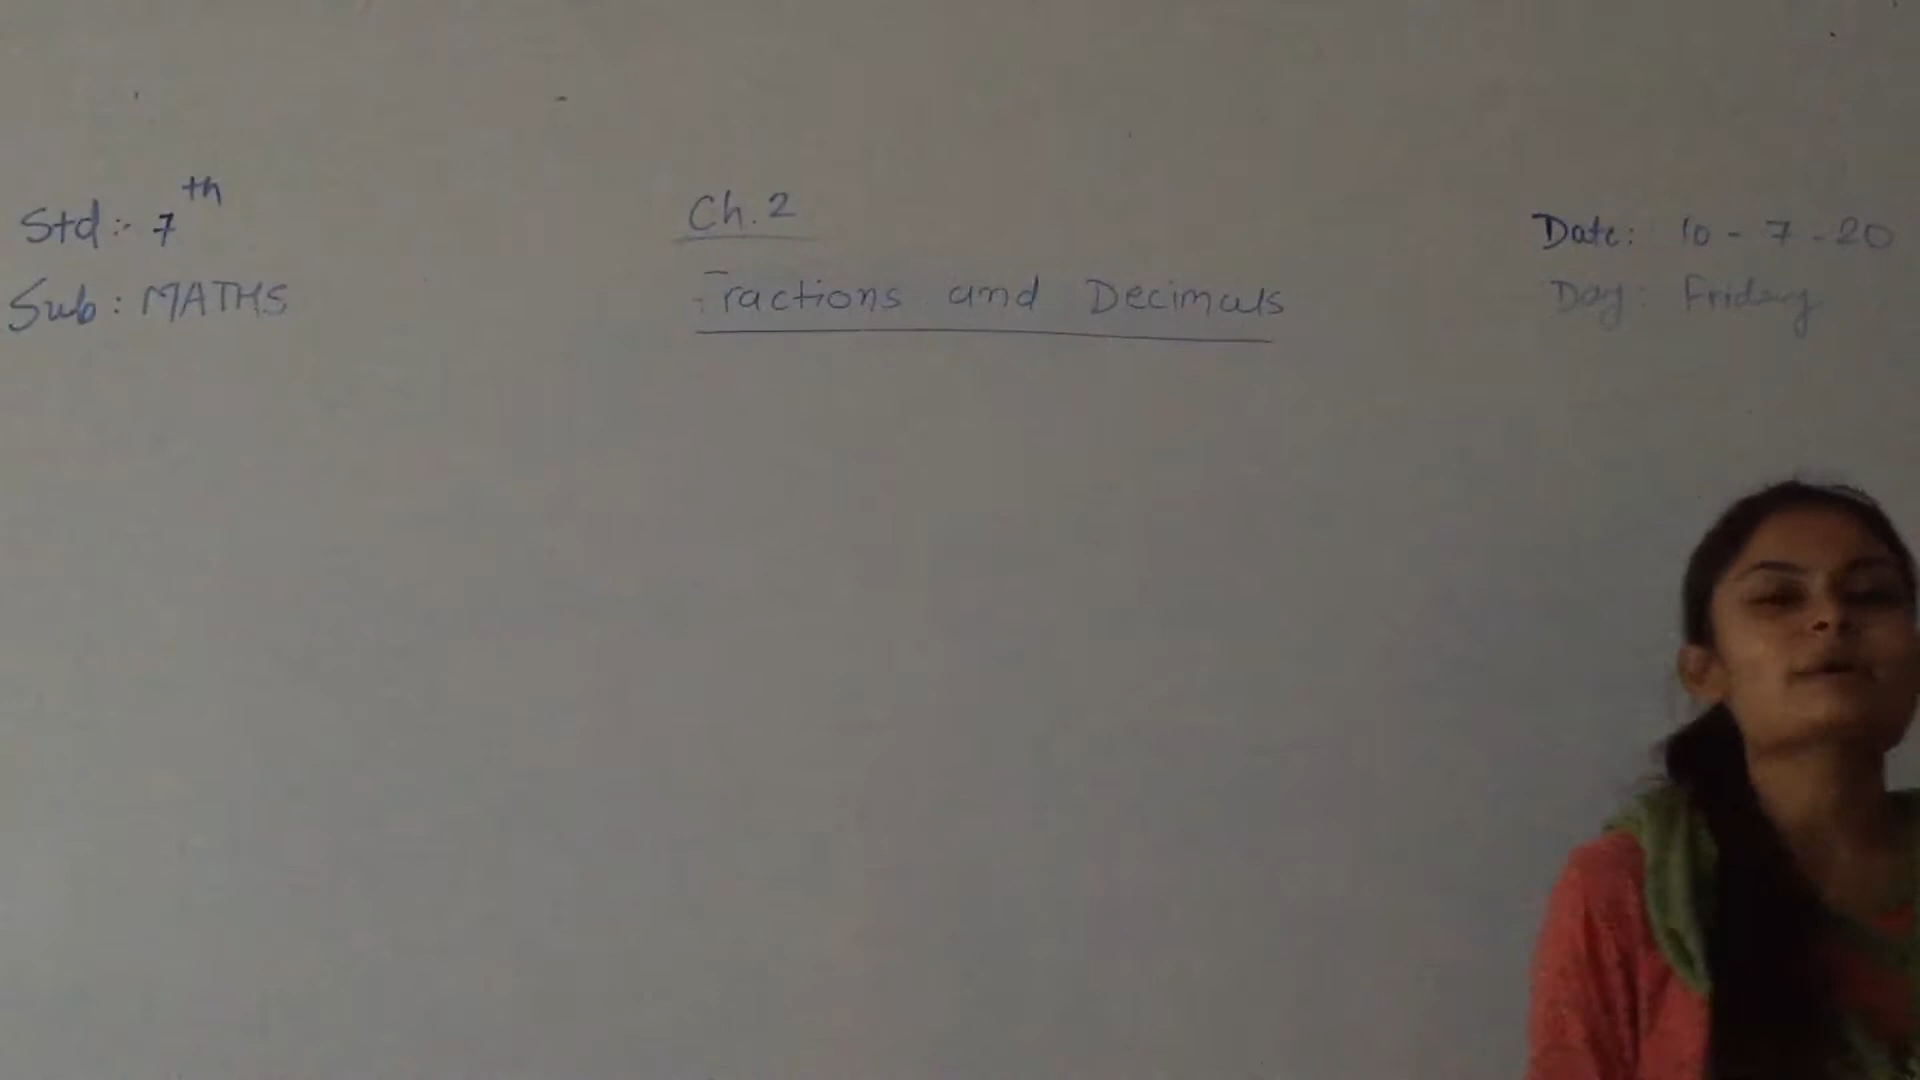 Std:- 7th
Sub: MATHS
Ch.2
Fractions and Decimals
Date: 10-7-20
Day: Friday